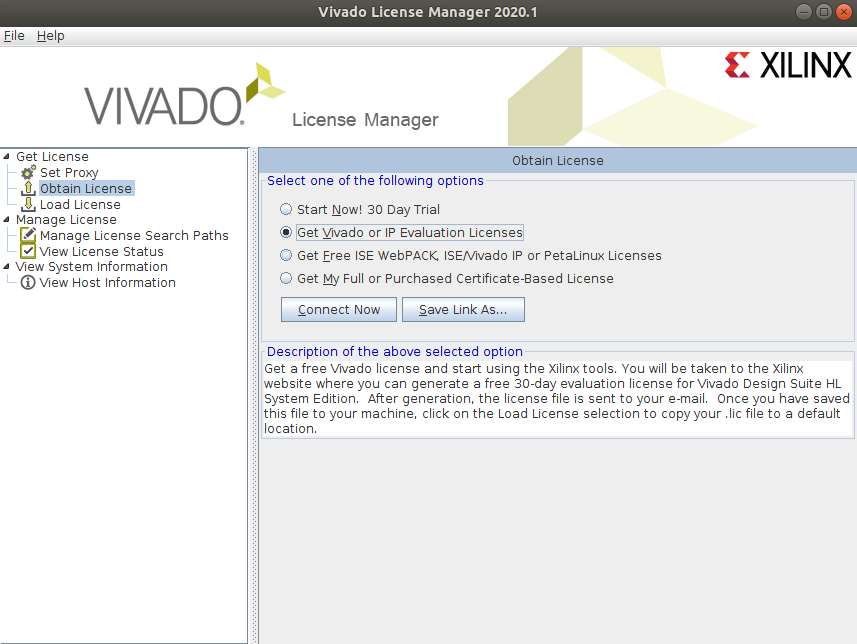 Vivado License Manager 2020.1
File Help
XILINX
VIVADO.
License Manager
Get License
Set Proxy
Obtain License
Load License
Manage License
Manage License Search Paths
View License Status
View System Information
View Host Information
Obtain License
Select one of the following options
Start Now! 30 Day Trial
Get Vivado or IP Evaluation Licenses
Get Free ISE WebPACK, ISE/Vivado IP or PetaLinux Licenses
Get My Full or Purchased Certificate-Based License
Connect Now Save Link As...
Description of the above selected option
Get a free Vivado license and start using the Xilinx tools. You will be taken to the Xilinx
website where you can generate a free 30-day evaluation license for Vivado Design Suite HL
System Edition. After generation, the license file is sent to your e-mail. Once you have saved
this file to your machine, click on the Load License selection to copy your .lic file to a default
location.